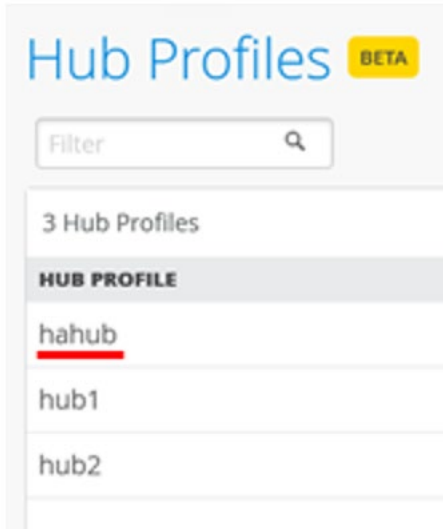 Hub Profiles BETA
Filter
3 Hub Profiles
HUB PROFILE
hahub
hub1
hub2